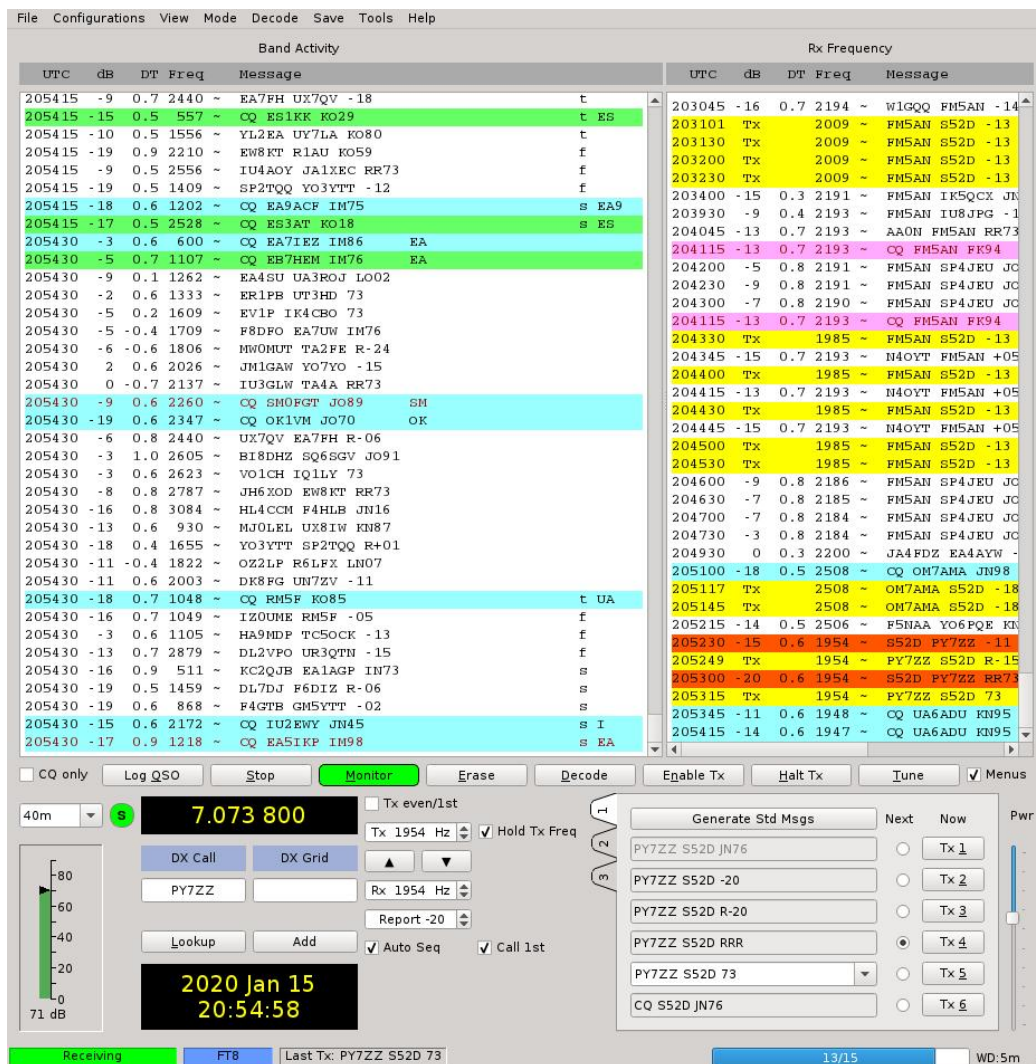 File Configurations View Mode Decode Save Tools Help
Band Activity
UTC dB DT Freq Message
205415 -9 0.7 2440 ~ EA7FH UX7QV -18 t
205415 -15 0.5 557 ~ CQ ES1KK KO29 t ES
205415 -10 0.5 1556 ~ YL2EA UY7LA KO80 t
205415 -19 0.9 2210 ~ EW8KT R1AU KO59 f
205415 -9 0.5 2556 ~ IU4AOY JA1XEC RR73 f
205415 -19 0.5 1409 ~ SP2TQQ YO3YTT -12 f
205415 -18 0.6 1202 ~ CQ EA9ACF IM75 s EA9
205415 -17 0.5 2528 ~ CQ ES3AT KO18 s ES
205430 -3 0.6 600 ~ CQ EA7IEZ IM86 EA
205430 -5 0.7 1107 ~ CQ EB7HEM IM76 EA
205430 -9 0.1 1262 ~ EA4SU UA3ROJ LO02
205430 -2 0.6 1333 ~ ER1PB UT3HD 73
205430 -5 0.2 1609 ~ EV1P IK4CBO 73
205430 -5 -0.4 1709 ~ F8DFO EA7UW IM76
205430 -6 -0.6 1806 ~ MW0MUT TA2FE R-24
205430 2 0.6 2026 ~ JM1GAW YO7YO -15
205430 0 -0.7 2137 ~ IU3GLW TA4A RR73
205430 -9 0.6 2260 ~ CQ SM0FGT JO89 SM
205430 -19 0.6 2347 ~ CQ OK1VM JO70 OK
205430 -6 0.8 2440 ~ UX7QV EA7FH R-06
205430 -3 1.0 2605 ~ BI8DHZ SQ6SGV JO91
205430 -3 0.6 2623 ~ VO1CH IQ1LY 73
205430 -8 0.8 2787 ~ JH6XOD EW8KT RR73
205430 -16 0.8 3084 ~ HL4CCM F4HLB JN16
205430 -13 0.6 930 ~ MJ0LEL UX8IW KN87
205430 -18 0.4 1655 ~ YO3YTT SP2TQQ R+01
205430 -11 -0.4 1822 ~ OZ2LP R6LFX LN07
205430 -11 0.6 2003 ~ DK8FG UN7ZV -11
205430 -18 0.7 1048 ~ CQ RM5F KO85 t UA
205430 -16 0.7 1049 ~ IZ0UME RM5F -05 f
205430 -3 0.6 1105 ~ HA9MDP TC5OCK -13 f
205430 -13 0.7 2879 ~ DL2VPO UR3QTN -15 f
205430 -16 0.9 511 ~ KC2QJB EA1AGP IN73 s
205430 -19 0.5 1459 ~ DL7DJ F6DIZ R-06 s
205430 -19 0.6 868 ~ F4GTB GM5YTT -02 s
205430 -15 0.6 2172 ~ CQ IU2EWY JN45 s I
205430 -17 0.9 1218 ~ CQ EA5IKP IM98 s EA
Rx Frequency
UTC dB DT Freq Message
203045 -16 0.7 2194 ~ W1GQQ FM5AN -14
203101 Tx 2009 ~ FM5AN S52D -13
203130 Tx 2009 ~ FM5AN S52D -13
203200 Tx 2009 ~ FM5AN S52D -13
203230 Tx 2009 ~ FM5AN S52D -13
203400 -15 0.3 2191 ~ FM5AN IK5QCX JN
203930 -9 0.4 2193 ~ FM5AN IU8JPG -1
204045 -13 0.7 2193 ~ AA0N FM5AN RR73
204115 -13 0.7 2193 ~ CQ FM5AN FK94
204200 -5 0.8 2191 ~ FM5AN SP4JEU JO
204230 -9 0.8 2191 ~ FM5AN SP4JEU JO
204300 -7 0.8 2190 ~ FM5AN SP4JEU JO
204115 -13 0.7 2193 ~ CQ FM5AN FK94
204330 Tx 1985 ~ FM5AN S52D -13
204345 -15 0.7 2193 ~ N4OYT FM5AN +05
204400 Tx 1985 ~ FM5AN S52D -13
204415 -13 0.7 2193 ~ N4OYT FM5AN +05
204430 Tx 1985 ~ FM5AN S52D -13
204445 -15 0.7 2193 ~ N4OYT FM5AN +05
204500 Tx 1985 ~ FM5AN S52D -13
204530 Tx 1985 ~ FM5AN S52D -13
204600 -9 0.8 2186 ~ FM5AN SP4JEU JO
204630 -7 0.8 2185 ~ FM5AN SP4JEU JO
204700 -7 0.8 2184 ~ FM5AN SP4JEU JO
204730 -3 0.8 2184 ~ FM5AN SP4JEU JO
204930 0 0.3 2200 ~ JA4FDZ EA4AYW -
205100 -18 0.5 2508 ~ CQ OM7AMA JN98
205117 Tx 2508 ~ OM7AMA S52D -18
205145 Tx 2508 ~ OM7AMA S52D -18
205215 -14 0.5 2506 ~ F5NAA YO6PQE KN
205230 -15 0.6 1954 ~ S52D PY7ZZ -11
205249 Tx 1954 ~ PY7ZZ S52D R-15
205300 -20 0.6 1954 ~ S52D PY7ZZ RR73
205315 Tx 1954 ~ PY7ZZ S52D 73
205345 -11 0.6 1948 ~ CQ UA6ADU KN95
205415 -14 0.6 1947 ~ CQ UA6ADU KN95
CQ only Log QSO Stop Monitor Erase Decode Enable Tx Halt Tx Tune Menus
40m S 7.073 800
Tx even/1st
Tx 1954 Hz Hold Tx Freq
DX Call DX Grid
PY7ZZ Rx 1954 Hz
Report -20
Lookup Add Auto Seq Call 1st
2020 Jan 15
20:54:58
80
60
40
20
0
71 dB
1
2
3
Generate Std Msgs Next Now Pwr
PY7ZZ S52D JN76 Tx 1
PY7ZZ S52D -20 Tx 2
PY7ZZ S52D R-20 Tx 3
PY7ZZ S52D RRR Tx 4
PY7ZZ S52D 73 Tx 5
CQ S52D JN76 Tx 6
Receiving FT8 Last Tx: PY7ZZ S52D 73 13/15 WD:5m